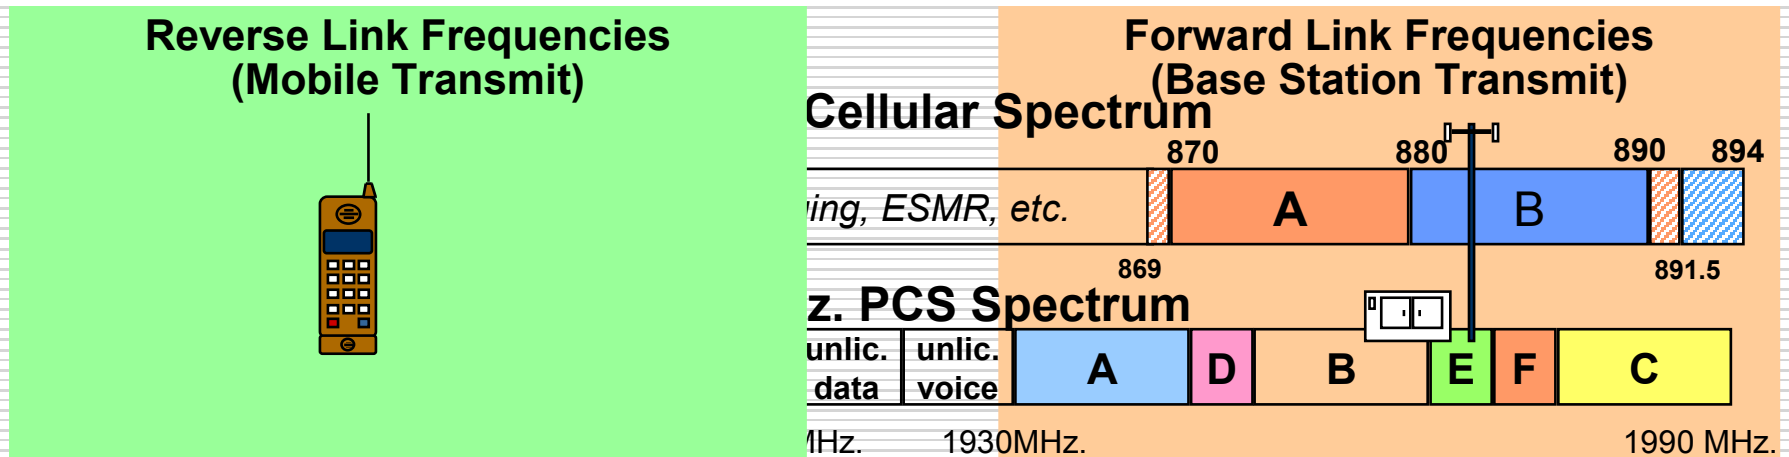 Reverse Link Frequencies
(Mobile Transmit)
Forward Link Frequencies
(Base Station Transmit)
Cellular Spectrum
870 880 890 894
ing, ESMR, etc. A B
869 891.5
z. PCS Spectrum
unlic. data
unlic. voice
A D B E F C
MHz. 1930MHz. 1990 MHz.